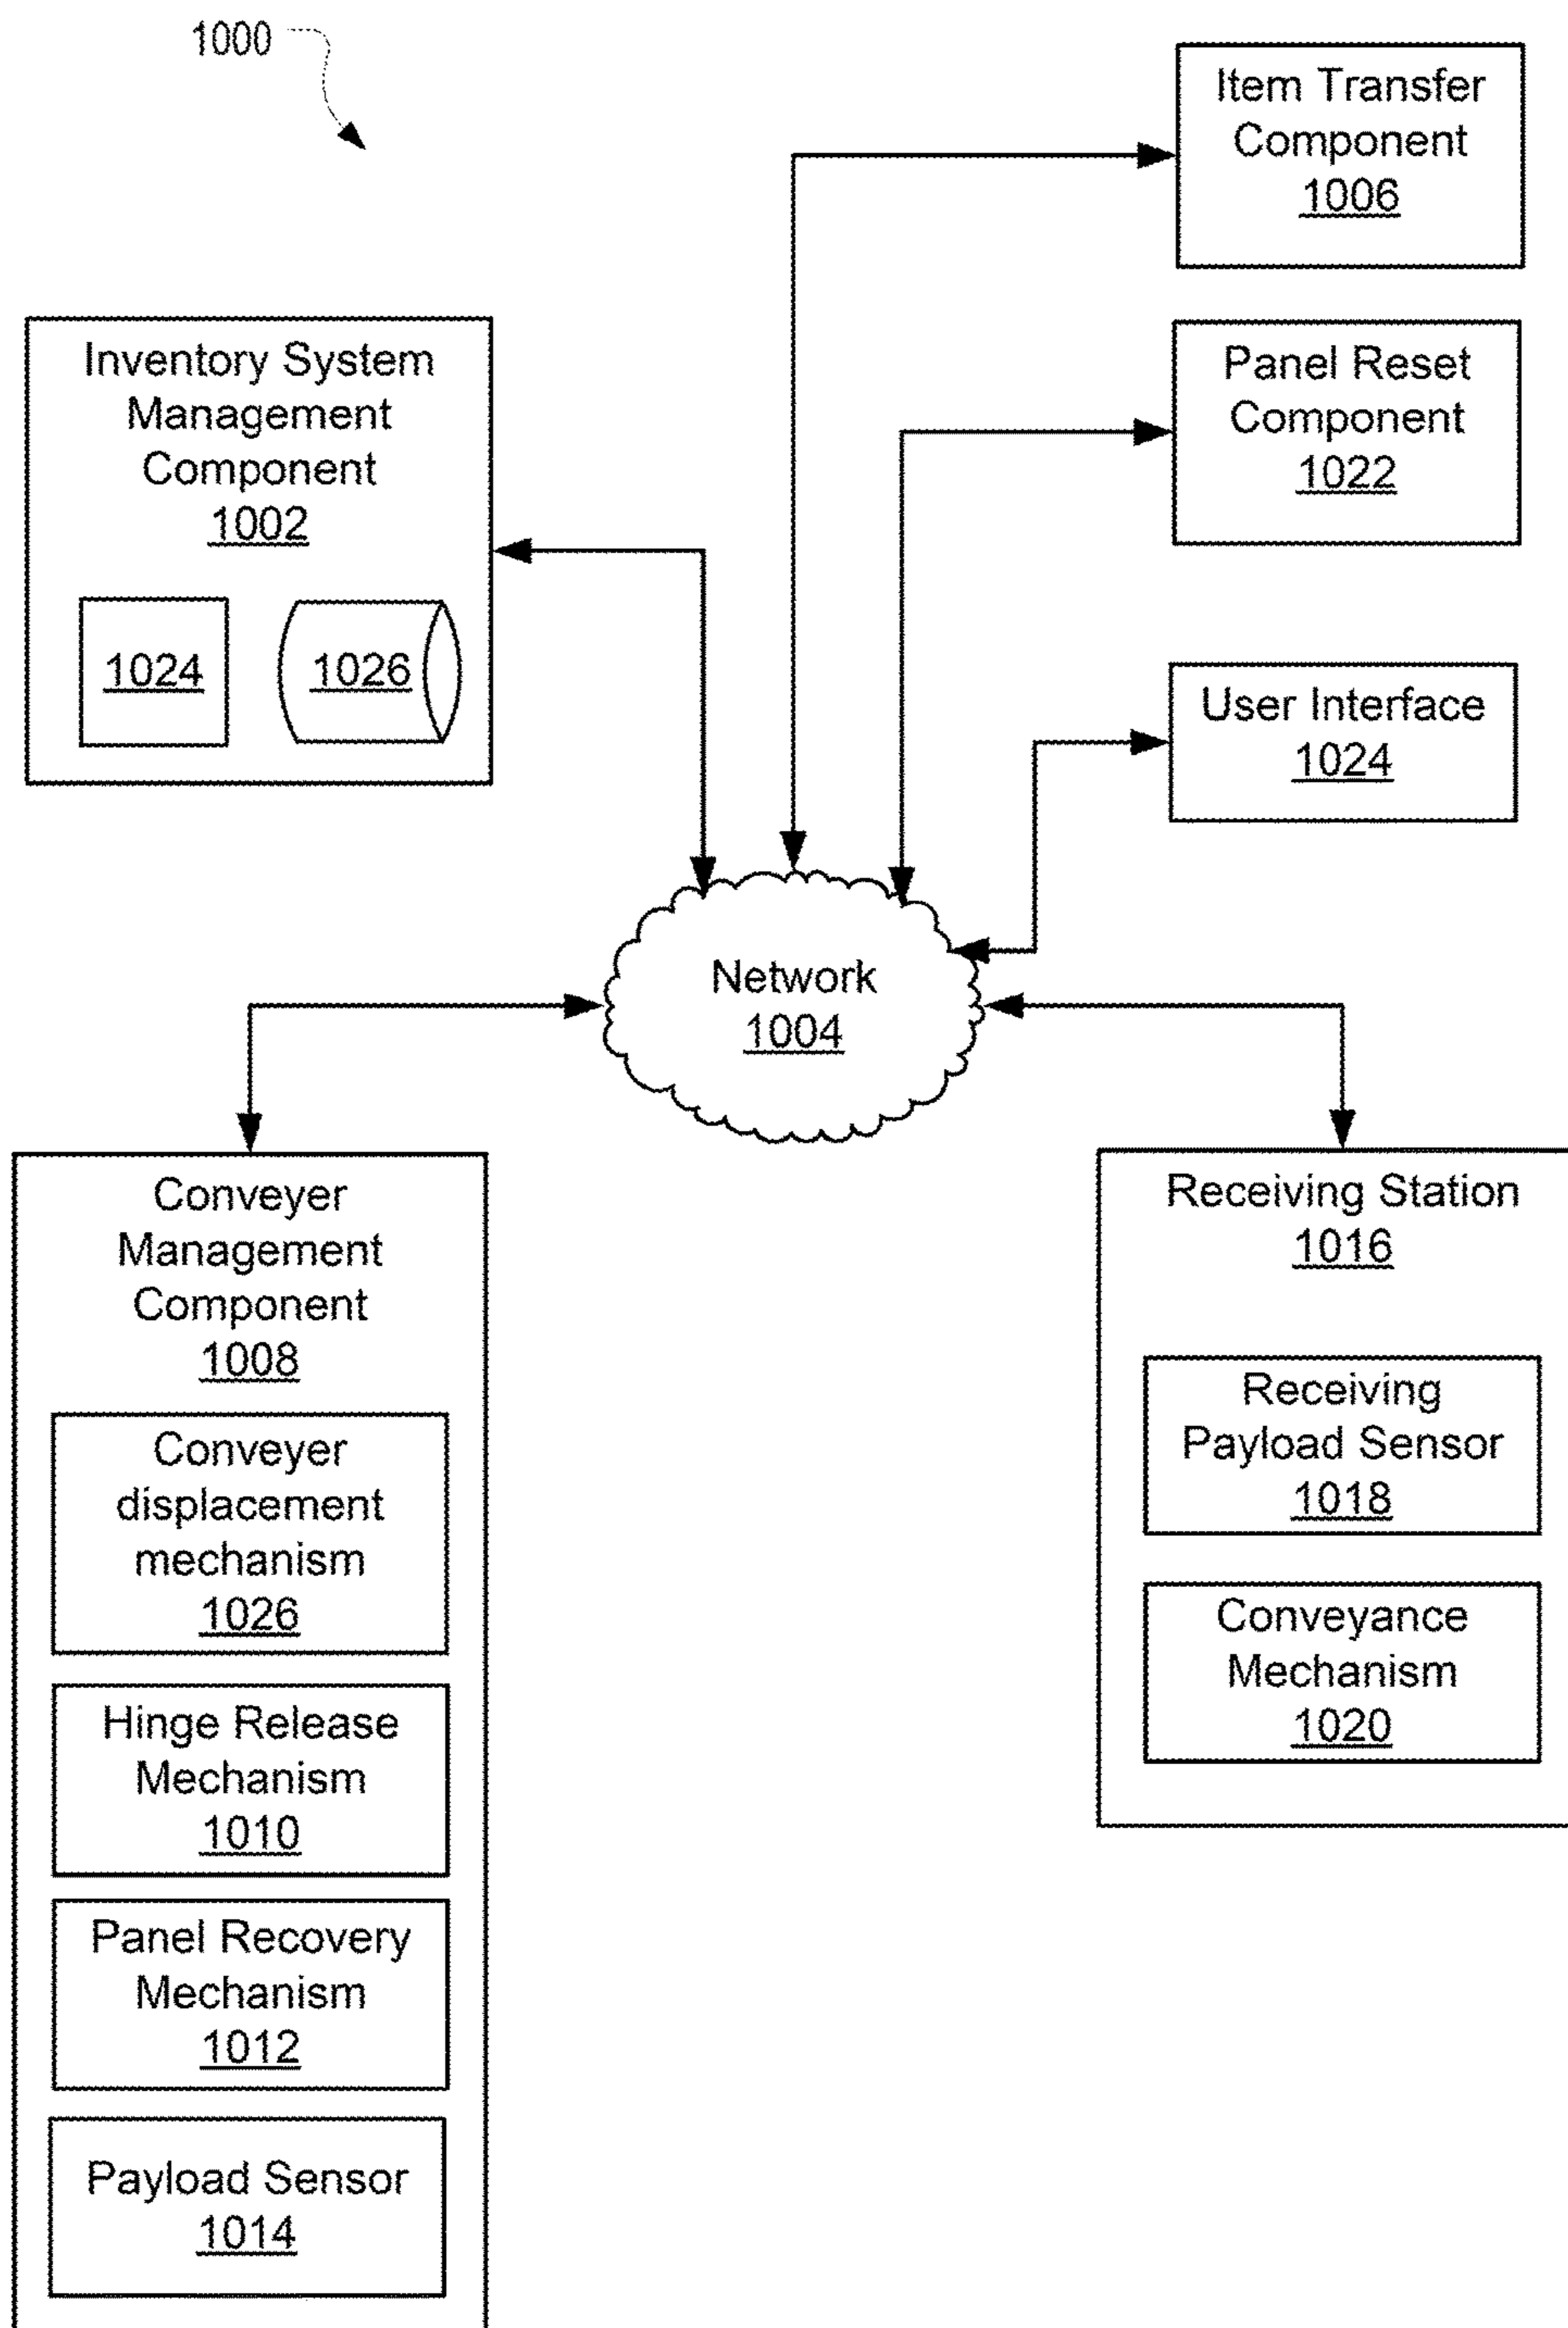 1000
Item Transfer
Component
1006
Inventory System
Management
Component
1002
1024
1026
Panel Reset
Component
1022
User Interface
1024
Network
1004
Conveyer
Management
Component
1008
Conveyer
displacement
mechanism
1026
Hinge Release
Mechanism
1010
Panel Recovery
Mechanism
1012
Payload Sensor
1014
Receiving Station
1016
Receiving
Payload Sensor
1018
Conveyance
Mechanism
1020